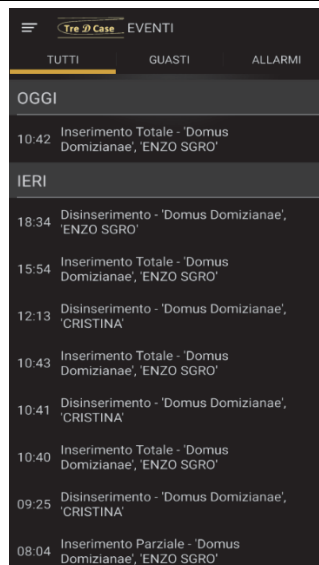 Tre D Case EVENTI
TUTTI GUASTI ALLARMI
OGGI
10:42 Inserimento Totale - 'Domus
Domizianae', 'ENZO SGRO'
IERI
18:34 Disinserimento - 'Domus Domizianae',
'ENZO SGRO'
15:54 Inserimento Totale - 'Domus
Domizianae', 'ENZO SGRO'
12:13 Disinserimento - 'Domus Domizianae',
'CRISTINA'
10:43 Inserimento Totale - 'Domus
Domizianae', 'ENZO SGRO'
10:41 Disinserimento - 'Domus Domizianae',
'CRISTINA'
10:40 Inserimento Totale - 'Domus
Domizianae', 'ENZO SGRO'
09:25 Disinserimento - 'Domus Domizianae',
'CRISTINA'
08:04 Inserimento Parziale - 'Domus
Domizianae', 'ENZO SGRO'